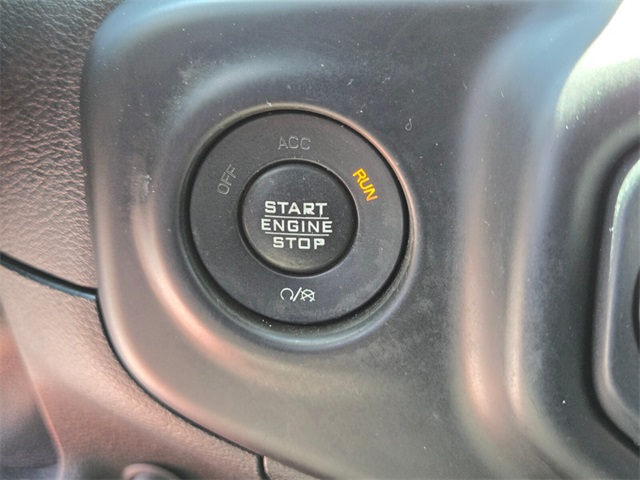 ACC
OFF
RUN
START
ENGINE
STOP